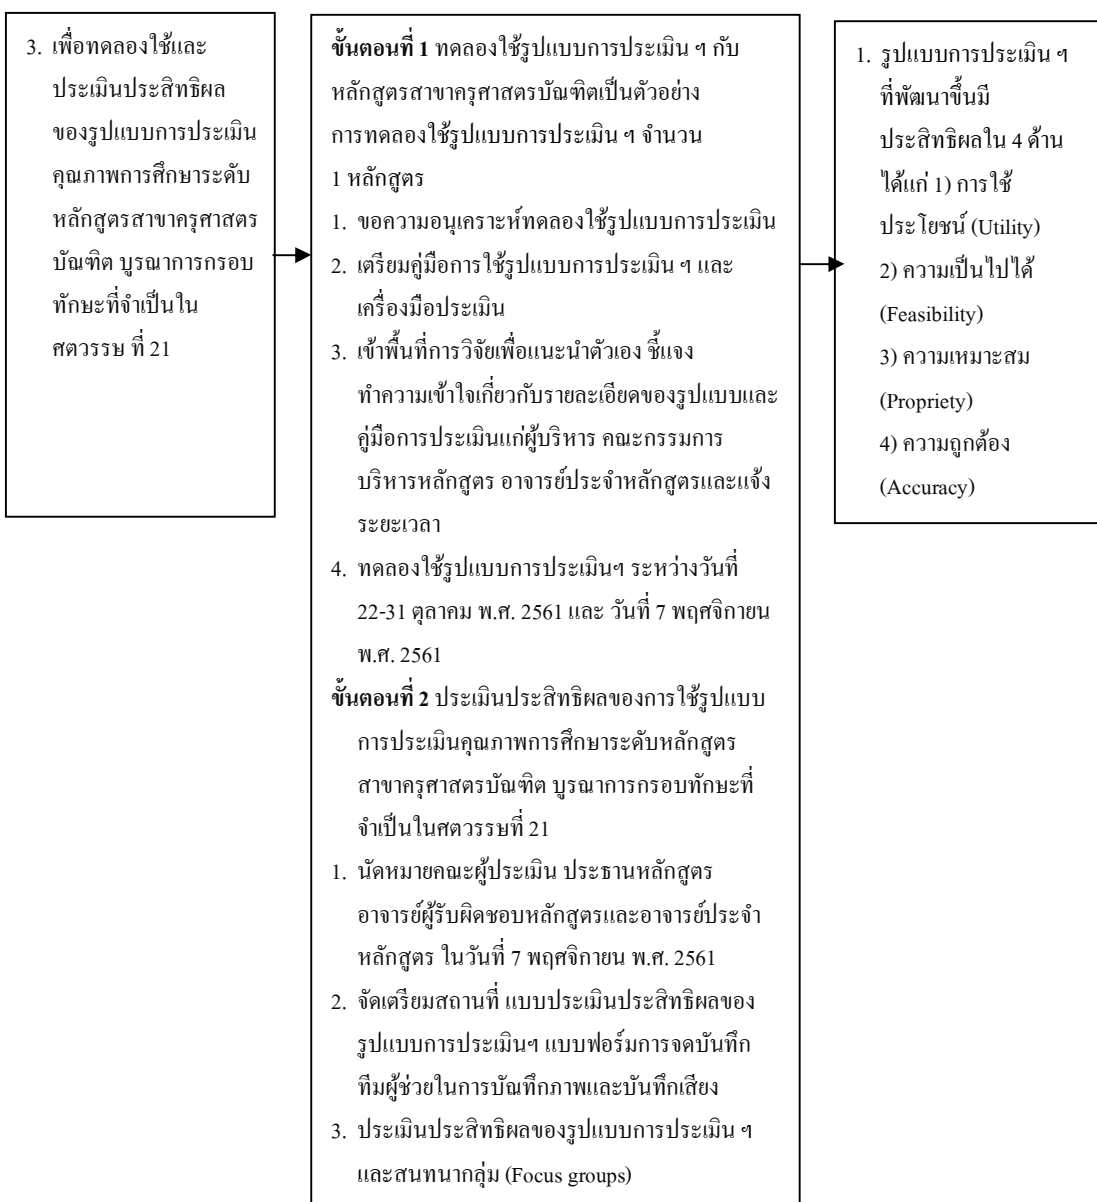 3. เพื่อทดลองใช้และ
ประเมินประสิทธิผล
ของรูปแบบการประเมิน
คุณภาพการศึกษาระดับ
หลักสูตรสาขาครุศาสตร
บัณฑิต บูรณาการกรอบ
ทักษะที่จำเป็นใน
ศตวรรษ ที่ 21
ขั้นตอนที่ 1 ทดลองใช้รูปแบบการประเมิน ฯ กับ
หลักสูตรสาขาครุศาสตรบัณฑิตเป็นตัวอย่าง
การทดลองใช้รูปแบบการประเมิน ฯ จำนวน
1 หลักสูตร
1. ขอความอนุเคราะห์ทดลองใช้รูปแบบการประเมิน
2. เตรียมคู่มือการใช้รูปแบบการประเมิน ฯ และ
เครื่องมือประเมิน
3. เข้าพื้นที่การวิจัยเพื่อแนะนำตัวเอง ชี้แจง
ทำความเข้าใจเกี่ยวกับรายละเอียดของรูปแบบและ
คู่มือการประเมินแก่ผู้บริหาร คณะกรรมการ
บริหารหลักสูตร อาจารย์ประจำหลักสูตรและแจ้ง
ระยะเวลา
4. ทดลองใช้รูปแบบการประเมินฯ ระหว่างวันที่
22-31 ตุลาคม พ.ศ. 2561 และ วันที่ 7 พฤศจิกายน
พ.ศ. 2561
ขั้นตอนที่ 2 ประเมินประสิทธิผลของการใช้รูปแบบ
การประเมินคุณภาพการศึกษาระดับหลักสูตร
สาขาครุศาสตรบัณฑิต บูรณาการกรอบทักษะที่
จำเป็นในศตวรรษที่ 21
1. นัดหมายคณะผู้ประเมิน ประธานหลักสูตร
อาจารย์ผู้รับผิดชอบหลักสูตรและอาจารย์ประจำ
หลักสูตร ในวันที่ 7 พฤศจิกายน พ.ศ. 2561
2. จัดเตรียมสถานที่ แบบประเมินประสิทธิผลของ
รูปแบบการประเมินฯ แบบฟอร์มการจดบันทึก
ทีมผู้ช่วยในการบัณทึกภาพและบันทึกเสียง
3. ประเมินประสิทธิผลของรูปแบบการประเมิน ฯ
และสนทนากลุ่ม (Focus groups)
1. รูปแบบการประเมิน ฯ
ที่พัฒนาขึ้นมี
ประสิทธิผลใน 4 ด้าน
ได้แก่ 1) การใช้
ประโยชน์ (Utility)
2) ความเป็นไปได้
(Feasibility)
3) ความเหมาะสม
(Propriety)
4) ความถูกต้อง
(Accuracy)